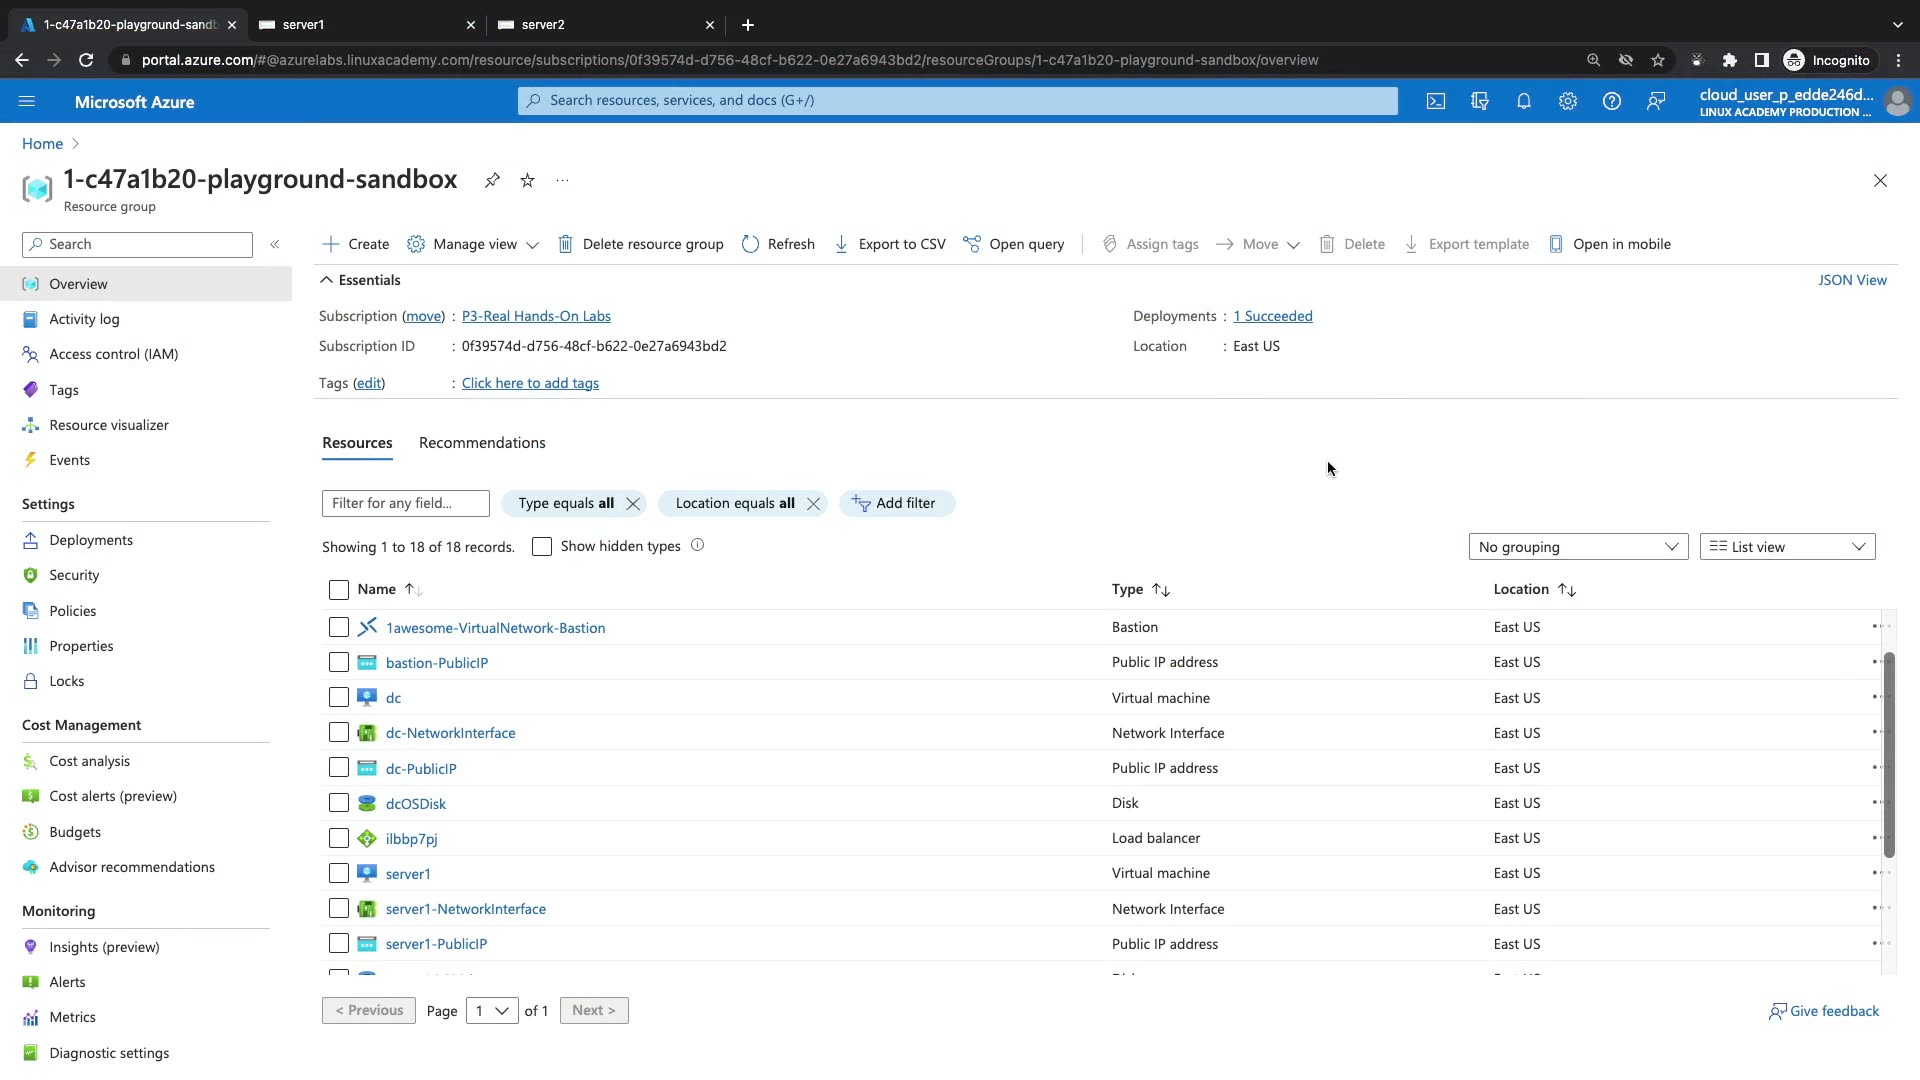 1-c47a1b20-playground-sandb
server1
server2
portal.azure.com/#@azurelabs.linuxacademy.com/resource/subscriptions/0f39574d-d756-48cf-b622-0e27a6943bd2/resourceGroups/1-c47a1b20-playground-sandbox/overview
Incognito
Microsoft Azure
Search resources, services, and docs (G+/)
cloud_user_p_edde246d...
LINUX ACADEMY PRODUCTION ...
Home
1-c47a1b20-playground-sandbox
...
Resource group
Search
Create
Manage view
Delete resource group
Refresh
Export to CSV
Open query
Assign tags
Move
Delete
Export template
Open in mobile
Overview
Activity log
Access control (IAM)
Tags
Resource visualizer
Events
Settings
Deployments
Security
Policies
Properties
Locks
Cost Management
Cost analysis
Cost alerts (preview)
Budgets
Advisor recommendations
Monitoring
Insights (preview)
Alerts
Metrics
Diagnostic settings
Essentials
JSON View
Subscription (move) : P3-Real Hands-On Labs
Deployments : 1 Succeeded
Subscription ID : 0f39574d-d756-48cf-b622-0e27a6943bd2
Location : East US
Tags (edit) : Click here to add tags
Resources Recommendations
Filter for any field...
Type equals all
Location equals all
Add filter
Showing 1 to 18 of 18 records.
Show hidden types
No grouping
List view
Name Type Location
1awesome-VirtualNetwork-Bastion Bastion East US
bastion-PublicIP Public IP address East US
dc Virtual machine East US
dc-NetworkInterface Network Interface East US
dc-PublicIP Public IP address East US
dcOSDisk Disk East US
ilbbp7pj Load balancer East US
server1 Virtual machine East US
server1-NetworkInterface Network Interface East US
server1-PublicIP Public IP address East US
< Previous Page 1 of 1 Next >
Give feedback